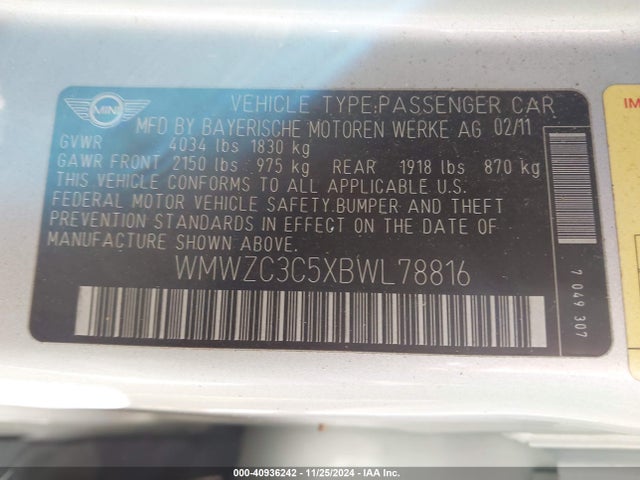 MINI
VEHICLE TYPE:PASSENGER CAR
MFD BY BAYERISCHE MOTOREN WERKE AG 02/11
GVWR 4034 lbs 1830 kg
GAWR FRONT 2150 lbs 975 kg REAR 1918 lbs 870 kg
THIS VEHICLE CONFORMS TO ALL APPLICABLE U.S.
FEDERAL MOTOR VEHICLE SAFETY.BUMPER AND THEFT
PREVENTION STANDARDS IN EFFECT ON THE DATE OF
MANUFACTURE SHOWN ABOVE.
WMWZC3C5XBWL78816
7 049 307
IM
000-40936242 - 11/25/2024 - IAA Inc.